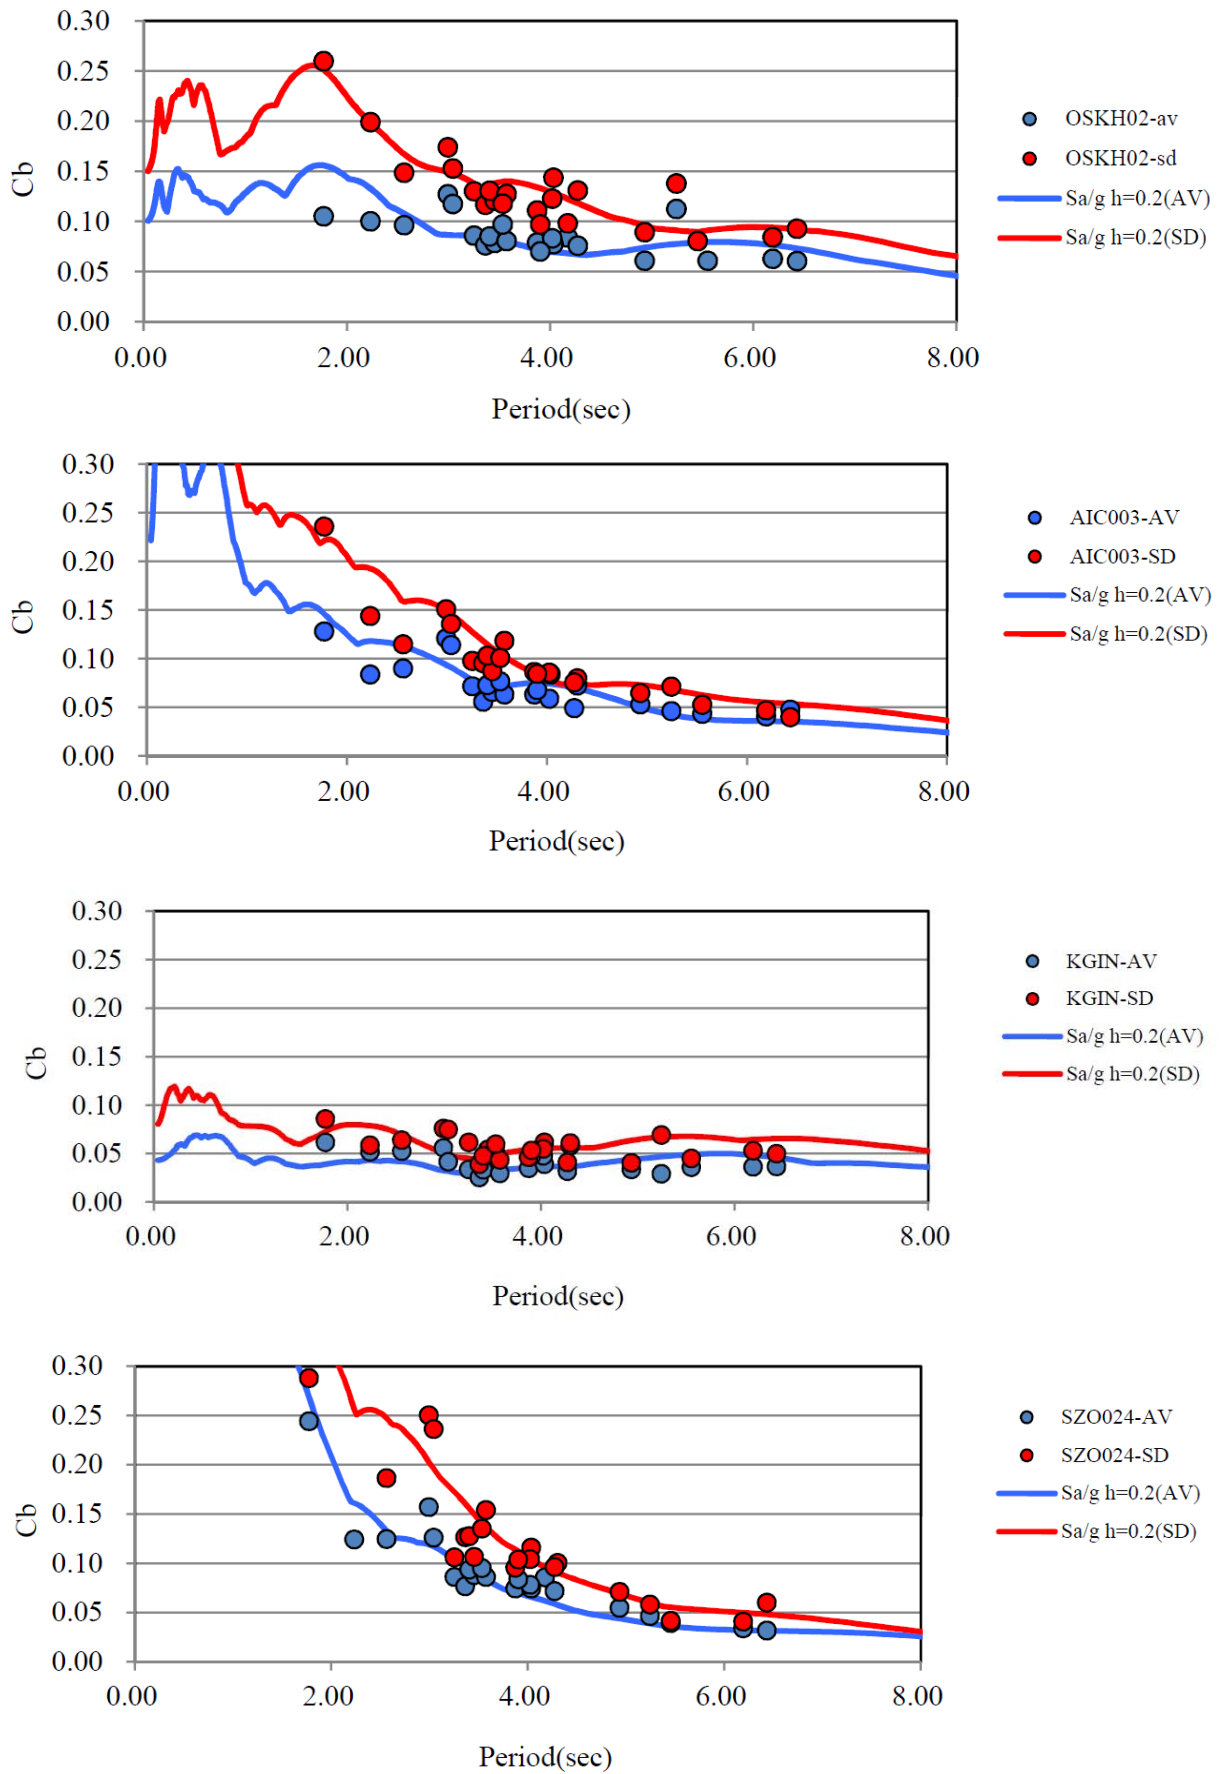 0.30
0.25
0.20
0.15
0.10
0.05
0.00
Cb
0.00 2.00 4.00 6.00 8.00
Period(sec)
OSKH02-av
OSKH02-sd
Sa/g h=0.2(AV)
Sa/g h=0.2(SD)
0.30
0.25
0.20
0.15
0.10
0.05
0.00
Cb
0.00 2.00 4.00 6.00 8.00
Period(sec)
AIC003-AV
AIC003-SD
Sa/g h=0.2(AV)
Sa/g h=0.2(SD)
0.30
0.25
0.20
0.15
0.10
0.05
0.00
Cb
0.00 2.00 4.00 6.00 8.00
Period(sec)
KGIN-AV
KGIN-SD
Sa/g h=0.2(AV)
Sa/g h=0.2(SD)
0.30
0.25
0.20
0.15
0.10
0.05
0.00
Cb
0.00 2.00 4.00 6.00 8.00
Period(sec)
SZO024-AV
SZO024-SD
Sa/g h=0.2(AV)
Sa/g h=0.2(SD)